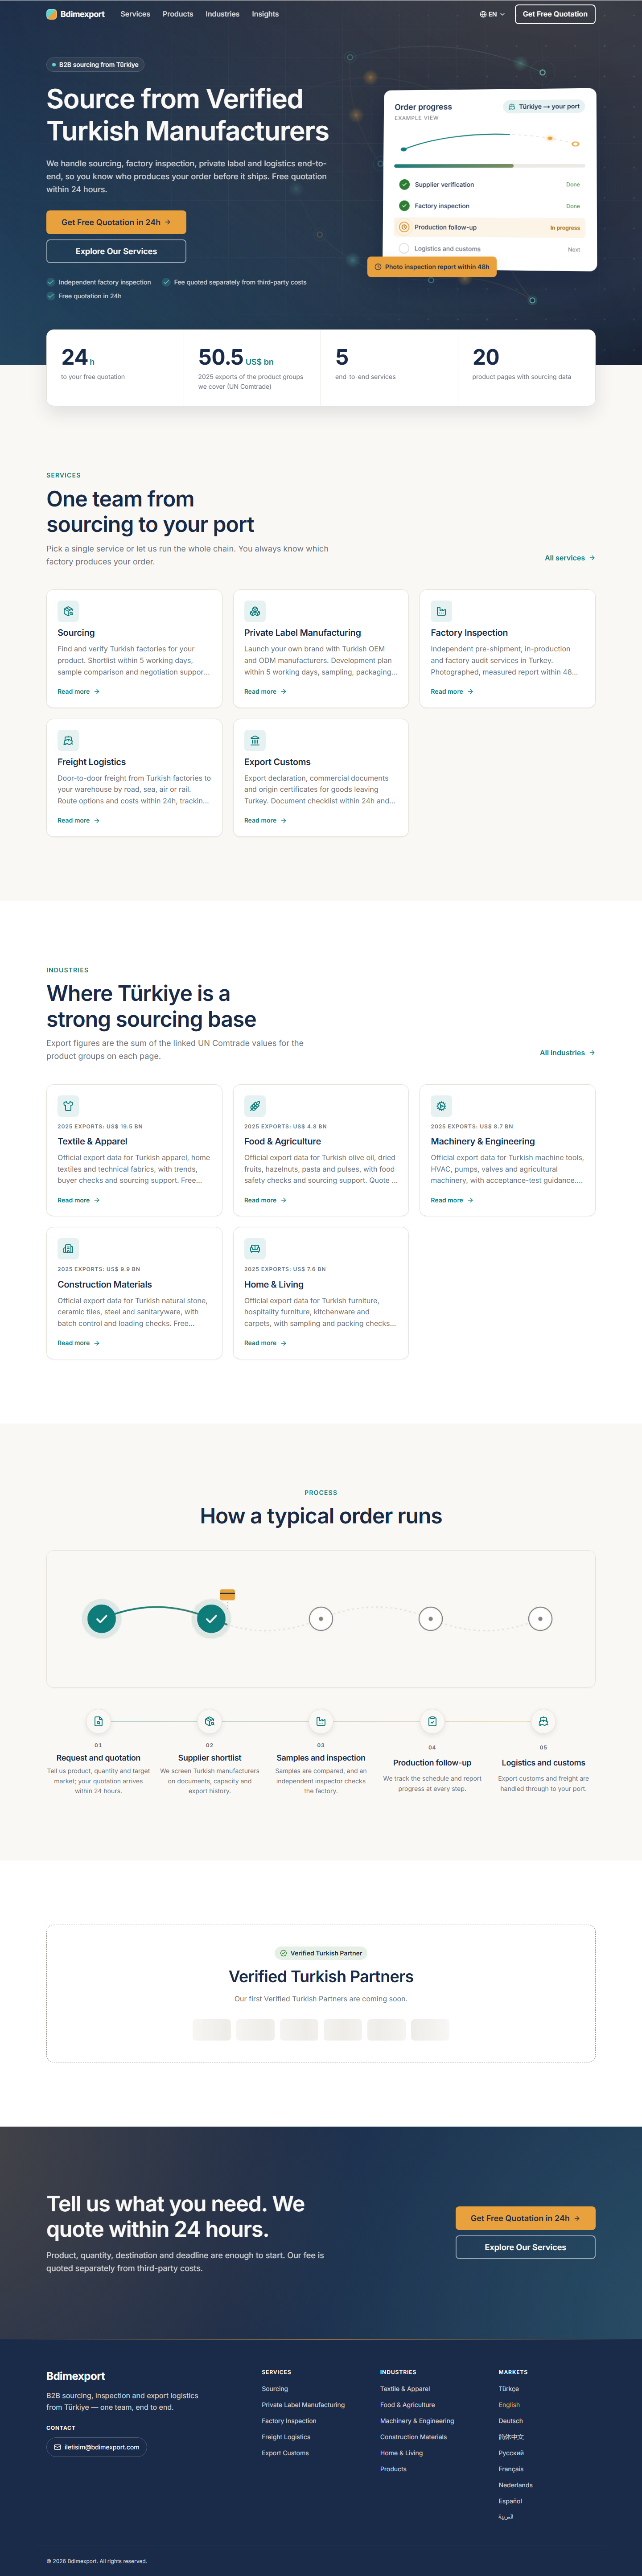 Bdimexport
Services
Products
Industries
Insights
EN
Get Free Quotation
B2B sourcing from Türkiye
Source from Verified
Turkish Manufacturers
We handle sourcing, factory inspection, private label and logistics end-to-
end, so you know who produces your order before it ships. Free quotation
within 24 hours.
Get Free Quotation in 24h
Explore Our Services
Independent factory inspection
Fee quoted separately from third-party costs
Free quotation in 24h
Order progress
EXAMPLE VIEW
Türkiye → your port
Supplier verification
Done
Factory inspection
Done
Production follow-up
In progress
Logistics and customs
Next
Photo inspection report within 48h
24 h
to your free quotation
50.5 US$ bn
2025 exports of the product groups
we cover (UN Comtrade)
5
end-to-end services
20
product pages with sourcing data
SERVICES
One team from
sourcing to your port
Pick a single service or let us run the whole chain. You always know which
factory produces your order.
All services
Sourcing
Find and verify Turkish factories for your
product. Shortlist within 5 working days,
sample comparison and negotiation suppor...
Read more
Private Label Manufacturing
Launch your own brand with Turkish OEM
and ODM manufacturers. Development plan
within 5 working days, sampling, packaging...
Read more
Factory Inspection
Independent pre-shipment, in-production
and factory audit services in Turkey.
Photographed, measured report within 48...
Read more
Freight Logistics
Door-to-door freight from Turkish factories to
your warehouse by road, sea, air or rail.
Route options and costs within 24h, trackin...
Read more
Export Customs
Export declaration, commercial documents
and origin certificates for goods leaving
Turkey. Document checklist within 24h and...
Read more
INDUSTRIES
Where Türkiye is a
strong sourcing base
Export figures are the sum of the linked UN Comtrade values for the
product groups on each page.
All industries
2025 EXPORTS: US$ 19.5 BN
Textile & Apparel
Official export data for Turkish apparel, home
textiles and technical fabrics, with trends,
buyer checks and sourcing support. Free...
Read more
2025 EXPORTS: US$ 4.8 BN
Food & Agriculture
Official export data for Turkish olive oil, dried
fruits, hazelnuts, pasta and pulses, with food
safety checks and sourcing support. Quote ...
Read more
2025 EXPORTS: US$ 8.7 BN
Machinery & Engineering
Official export data for Turkish machine tools,
HVAC, pumps, valves and agricultural
machinery, with acceptance-test guidance....
Read more
2025 EXPORTS: US$ 9.9 BN
Construction Materials
Official export data for Turkish natural stone,
ceramic tiles, steel and sanitaryware, with
batch control and loading checks. Free...
Read more
2025 EXPORTS: US$ 7.6 BN
Home & Living
Official export data for Turkish furniture,
hospitality furniture, kitchenware and
carpets, with sampling and packing checks...
Read more
PROCESS
How a typical order runs
01
Request and quotation
Tell us product, quantity and target
market; your quotation arrives
within 24 hours.
02
Supplier shortlist
We screen Turkish manufacturers
on documents, capacity and
export history.
03
Samples and inspection
Samples are compared, and an
independent inspector checks
the factory.
04
Production follow-up
We track the schedule and report
progress at every step.
05
Logistics and customs
Export customs and freight are
handled through to your port.
Verified Turkish Partner
Verified Turkish Partners
Our first Verified Turkish Partners are coming soon.
Tell us what you need. We
quote within 24 hours.
Product, quantity, destination and deadline are enough to start. Our fee is
quoted separately from third-party costs.
Get Free Quotation in 24h
Explore Our Services
Bdimexport
B2B sourcing, inspection and export logistics
from Türkiye — one team, end to end.
CONTACT
iletisim@bdimexport.com
SERVICES
Sourcing
Private Label Manufacturing
Factory Inspection
Freight Logistics
Export Customs
INDUSTRIES
Textile & Apparel
Food & Agriculture
Machinery & Engineering
Construction Materials
Home & Living
Products
MARKETS
Türkçe
English
Deutsch
简体中文
Русский
Français
Nederlands
Español
العربية
© 2026 Bdimexport. All rights reserved.